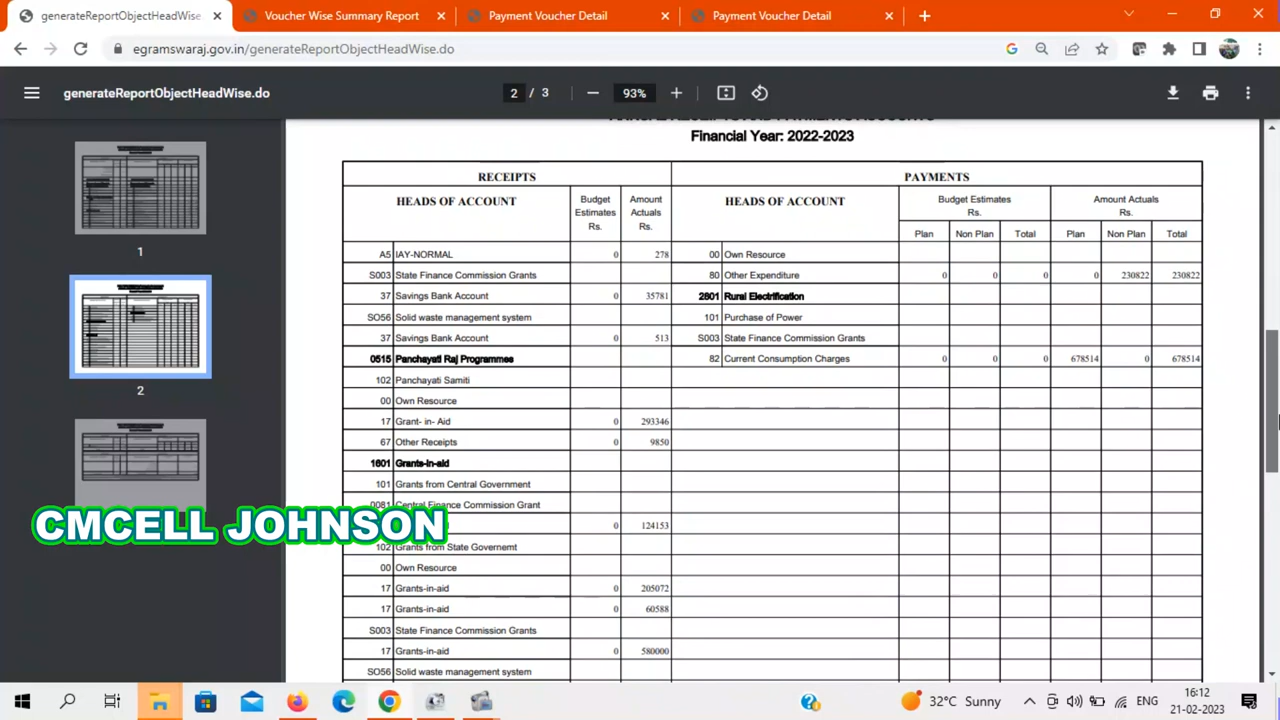 generateReportObjectHeadWise. Voucher Wise Summary Report Payment Voucher Detail Payment Voucher Detail
egramswaraj.gov.in/generateReportObjectHeadWise.do
generateReportObjectHeadWise.do 2 / 3 93%
Financial Year: 2022-2023
RECEIPTS PAYMENTS
HEADS OF ACCOUNT Budget Estimates Rs. Amount Actuals Rs. HEADS OF ACCOUNT Budget Estimates Rs. Amount Actuals Rs.
Plan Non Plan Total Plan Non Plan Total
A5 IAY-NORMAL 0 278 00 Own Resource
S003 State Finance Commission Grants 80 Other Expenditure 0 0 0 0 230822 230822
37 Savings Bank Account 0 35781 2801 Rural Electrification
SO56 Solid waste management system 101 Purchase of Power
37 Savings Bank Account 0 513 S003 State Finance Commission Grants
0515 Panchayati Raj Programmes 82 Current Consumption Charges 0 0 0 678514 0 678514
102 Panchayati Samiti
00 Own Resource
17 Grant- in- Aid 0 293346
67 Other Receipts 0 9850
1601 Grants-in-aid
101 Grants from Central Government
0081 Central Finance Commission Grant
0 124153
102 Grants from State Governemt
00 Own Resource
17 Grants-in-aid 0 205072
17 Grants-in-aid 0 60588
S003 State Finance Commission Grants
17 Grants-in-aid 0 580000
SO56 Solid waste management system
1
2
CMCELL JOHNSON
32°C Sunny ENG 16:12
21-02-2023